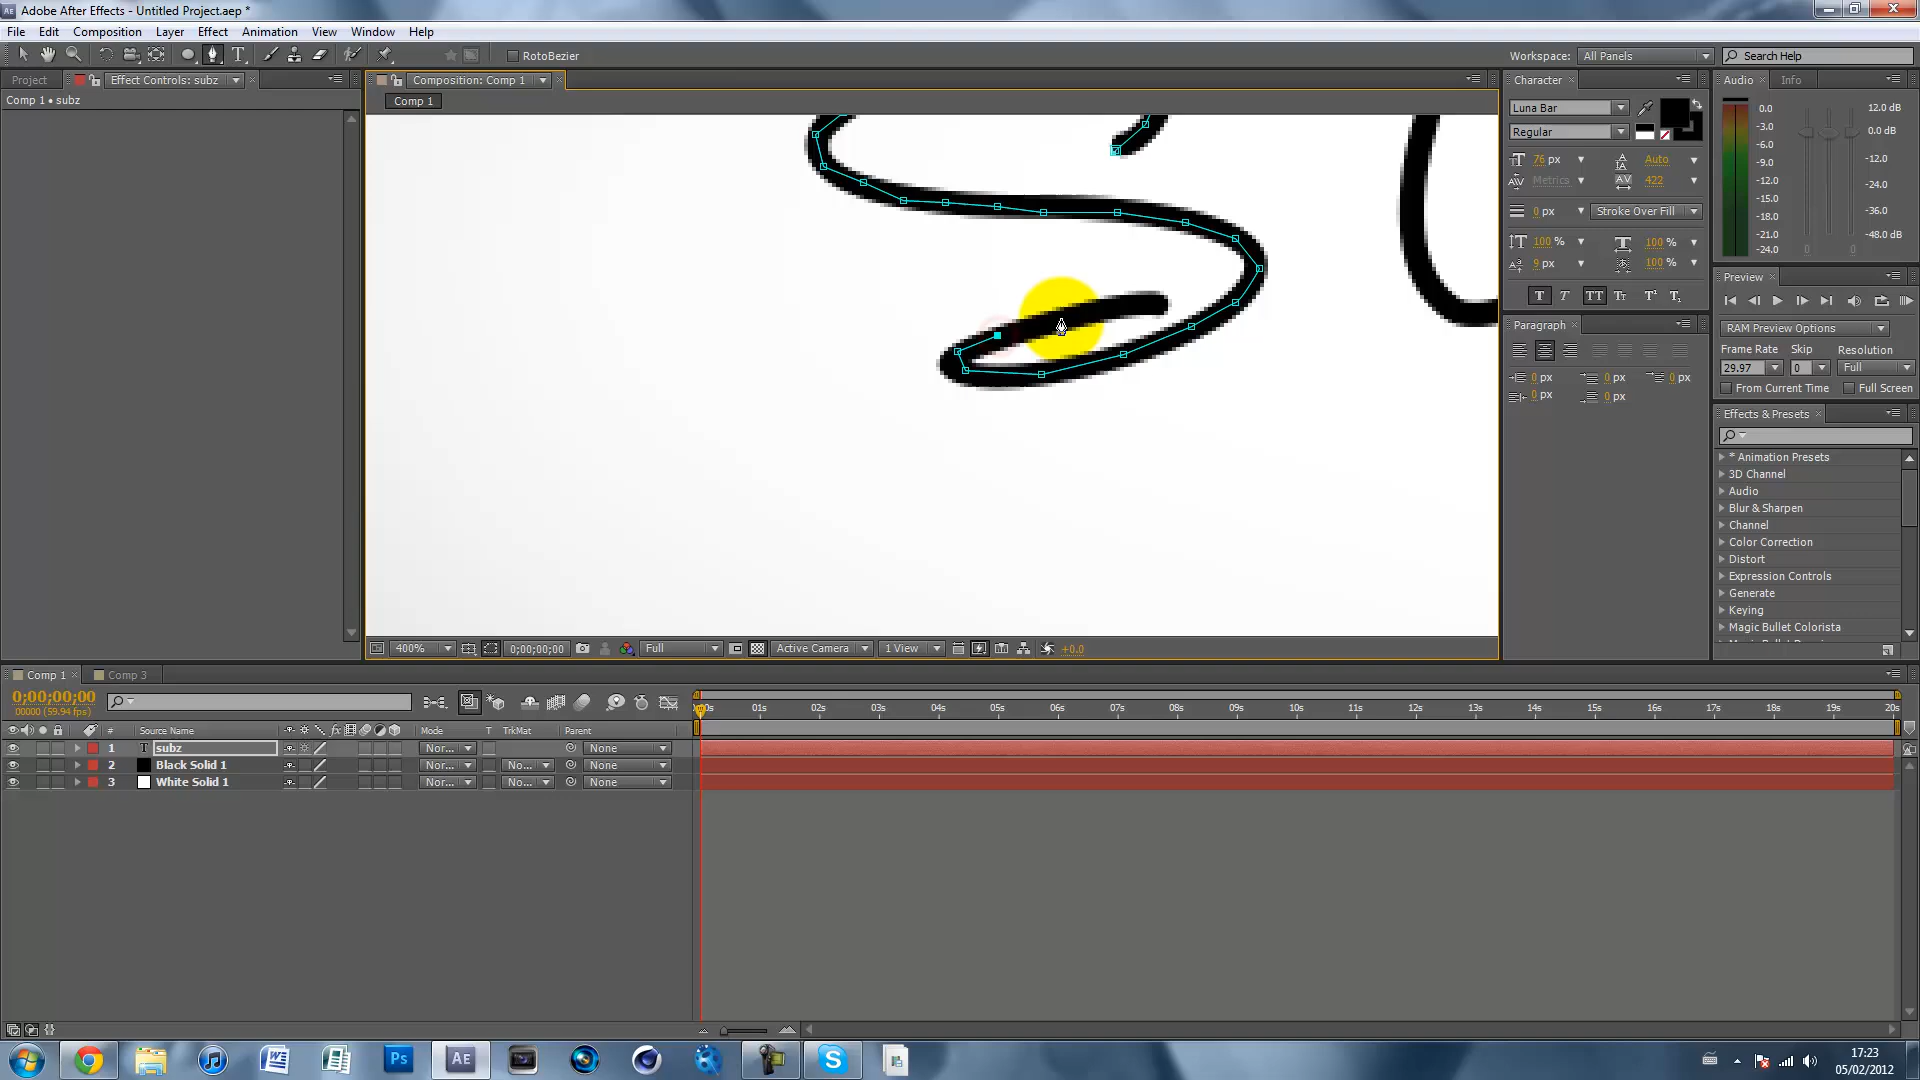 Adobe After Effects - Untitled Project.aep *
File Edit Composition Layer Effect Animation View Window Help
RotoBezier
Workspace: All Panels
Search Help
Project
Effect Controls: subz
Composition: Comp 1
Character
Audio
Info
Comp 1 • subz
Comp 1
Luna Bar
Regular
76 px
Auto
Metrics
422
0 px
Stroke Over Fill
100 %
100 %
9 px
100 %
T T TT Tr T¹ T₁
0.0
-3.0
-6.0
-9.0
-12.0
-15.0
-18.0
-21.0
-24.0
12.0 dB
0.0 dB
-12.0
-24.0
-36.0
-48.0 dB
0 0 0
Preview
RAM Preview Options
Frame Rate Skip Resolution
29.97 0 Full
From Current Time Full Screen
Paragraph
0 px 0 px 0 px
0 px 0 px
Effects & Presets
* Animation Presets
3D Channel
Audio
Blur & Sharpen
Channel
Color Correction
Distort
Expression Controls
Generate
Keying
Magic Bullet Colorista
400%
0;00;00;00
Full
Active Camera
1 View
+0.0
Comp 1
Comp 3
0;00;00;00
00000 (59.94 fps)
01s 02s 03s 04s 05s 06s 07s 08s 09s 10s 11s 12s 13s 14s 15s 16s 17s 18s 19s 20s
# Source Name Mode T TrkMat Parent
1 T subz Nor... None
2 Black Solid 1 Nor... No... None
3 White Solid 1 Nor... No... None
Ps
AE
17:23
05/02/2012